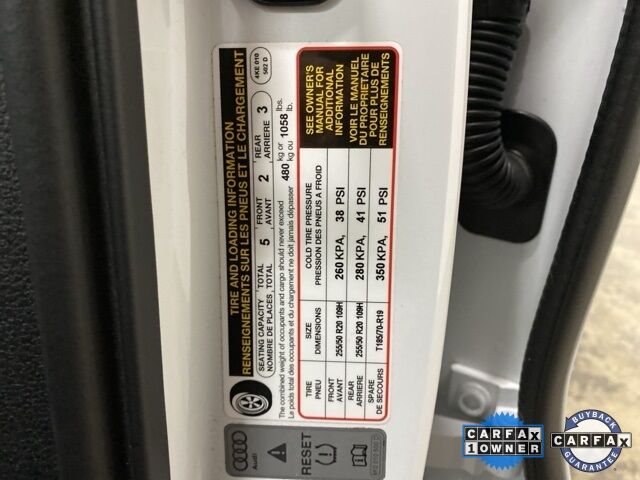 TIRE AND LOADING INFORMATION
RENSEIGNEMENTS SUR LES PNEUS ET LE CHARGEMENT
4KE 010
502 D
SEATING CAPACITY TOTAL 5 FRONT 2 REAR 3
NOMBRE DE PLACES TOTAL AVANT ARRIERE
The combined weight of occupants and cargo should never exceed 480 kg or 1058 lbs.
Le poids total des occupants et du chargement ne doit jamais dépasser kg ou lb.
TIRE SIZE COLD TIRE PRESSURE
PNEU DIMENSIONS PRESSION DES PNEUS A FROID
FRONT 255/50 R20 109H 260 KPA, 38 PSI
AVANT
REAR 255/50 R20 109H 280 KPA, 41 PSI
ARRIERE
SPARE T185/70-R19 350 KPA, 51 PSI
DE SECOURS
SEE OWNER'S
MANUAL FOR
ADDITIONAL
INFORMATION
VOIR LE MANUEL
DU PROPRIETAIRE
POUR PLUS DE
RENSEIGNEMENTS
Audi
RESET
CARFAX
1 OWNER
BUYBACK
CARFAX
GUARANTEE